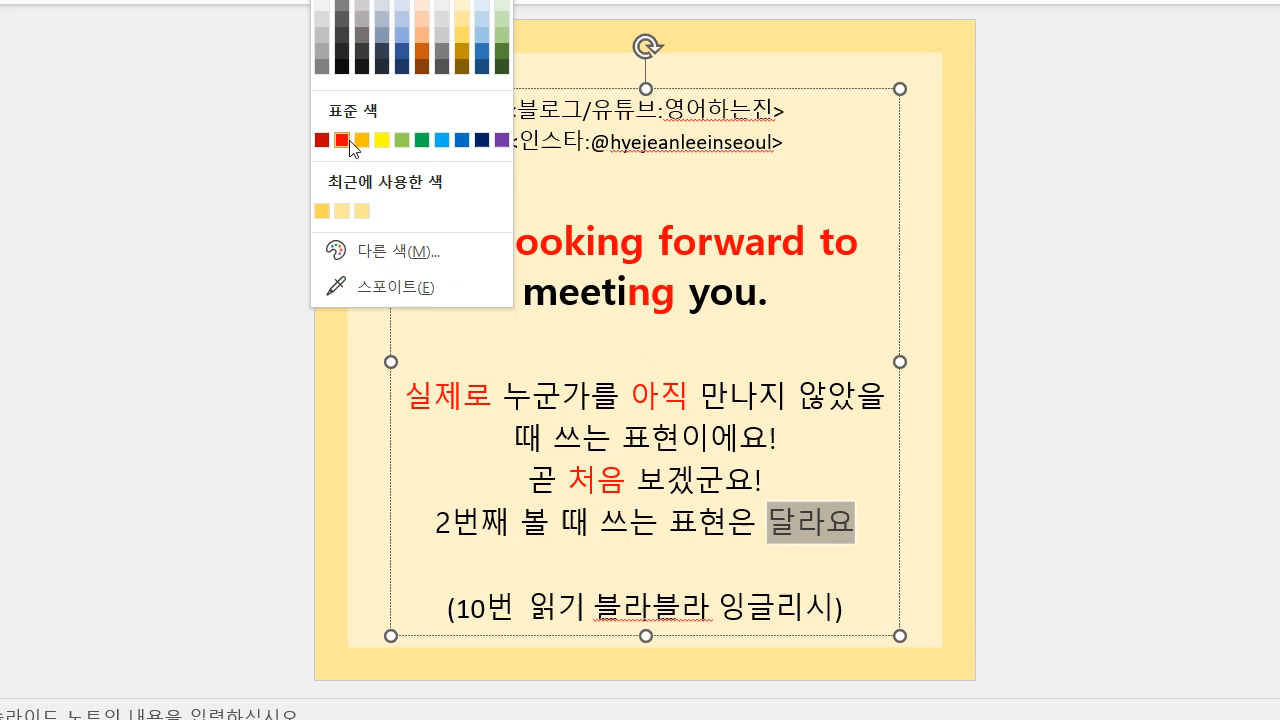 표준 색
최근에 사용한 색
다른 색(M)...
스포이트(E)
블로그/유튜브:영어하는진>
인스타:@hyejeanleeinseoul>
ooking forward to
meeting you.
실제로 누군가를 아직 만나지 않았을
때 쓰는 표현이에요!
곧 처음 보겠군요!
2번째 볼 때 쓰는 표현은 달라요
(10번 읽기 블라블라 잉글리시)
노트의 내용을 입력하십시오